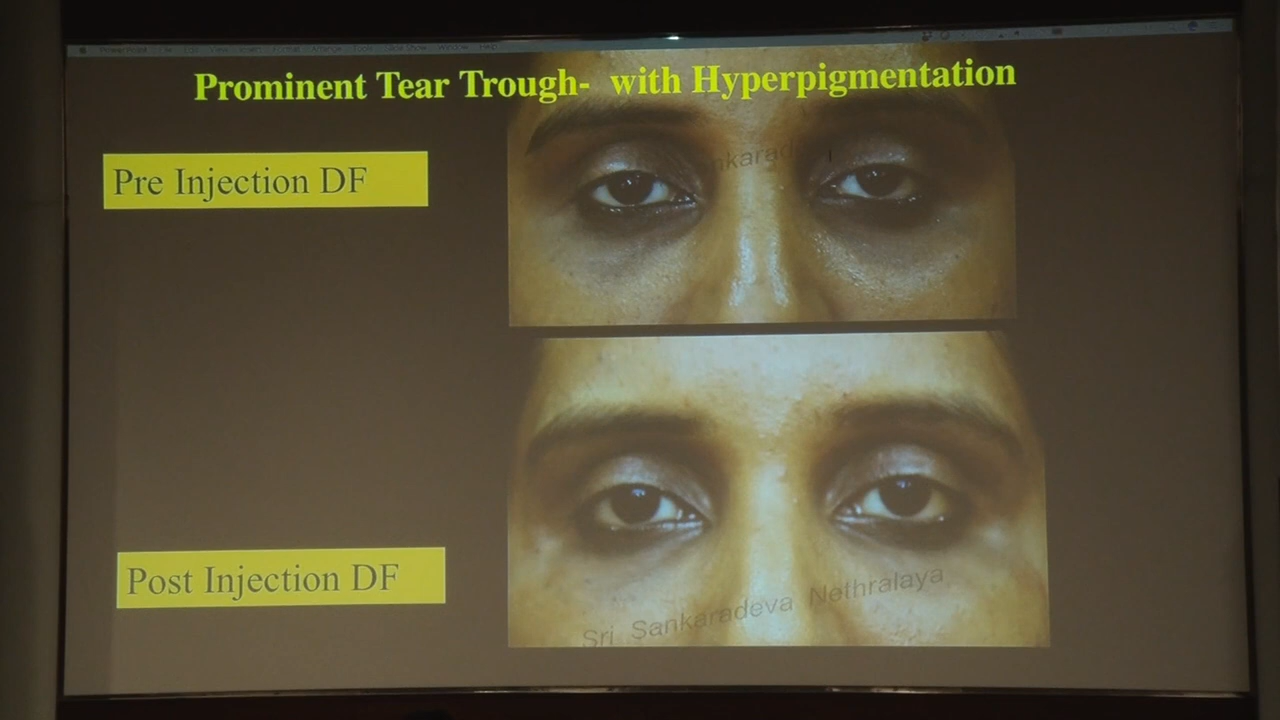 Prominent Tear Trough- with Hyperpigmentation
Pre Injection DF
Post Injection DF
Sri Sankaradeva Nethralaya